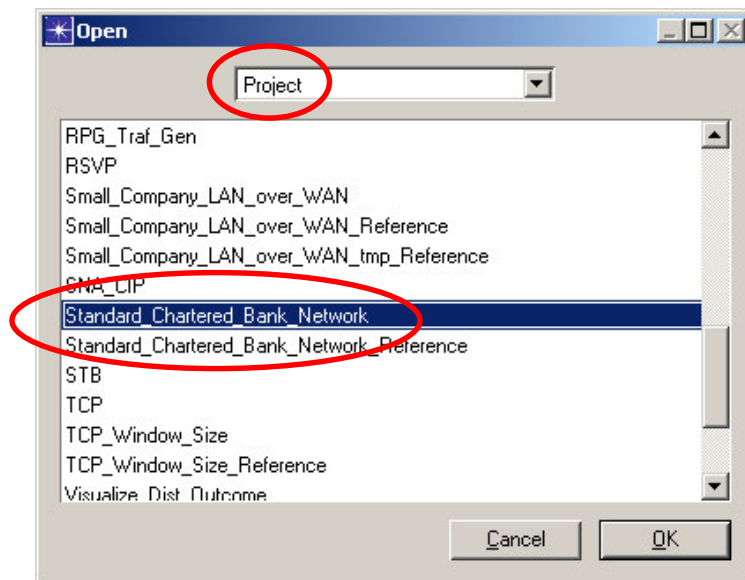 Open
Project
RPG_Traf_Gen
RSVP
Small_Company_LAN_over_WAN
Small_Company_LAN_over_WAN_Reference
Small_Company_LAN_over_WAN_tmp_Reference
SNA_CIP
Standard_Chartered_Bank_Network
Standard_Chartered_Bank_Network_Reference
STB
TCP
TCP_Window_Size
TCP_Window_Size_Reference
Visualize_Dist_Outcome
Cancel OK